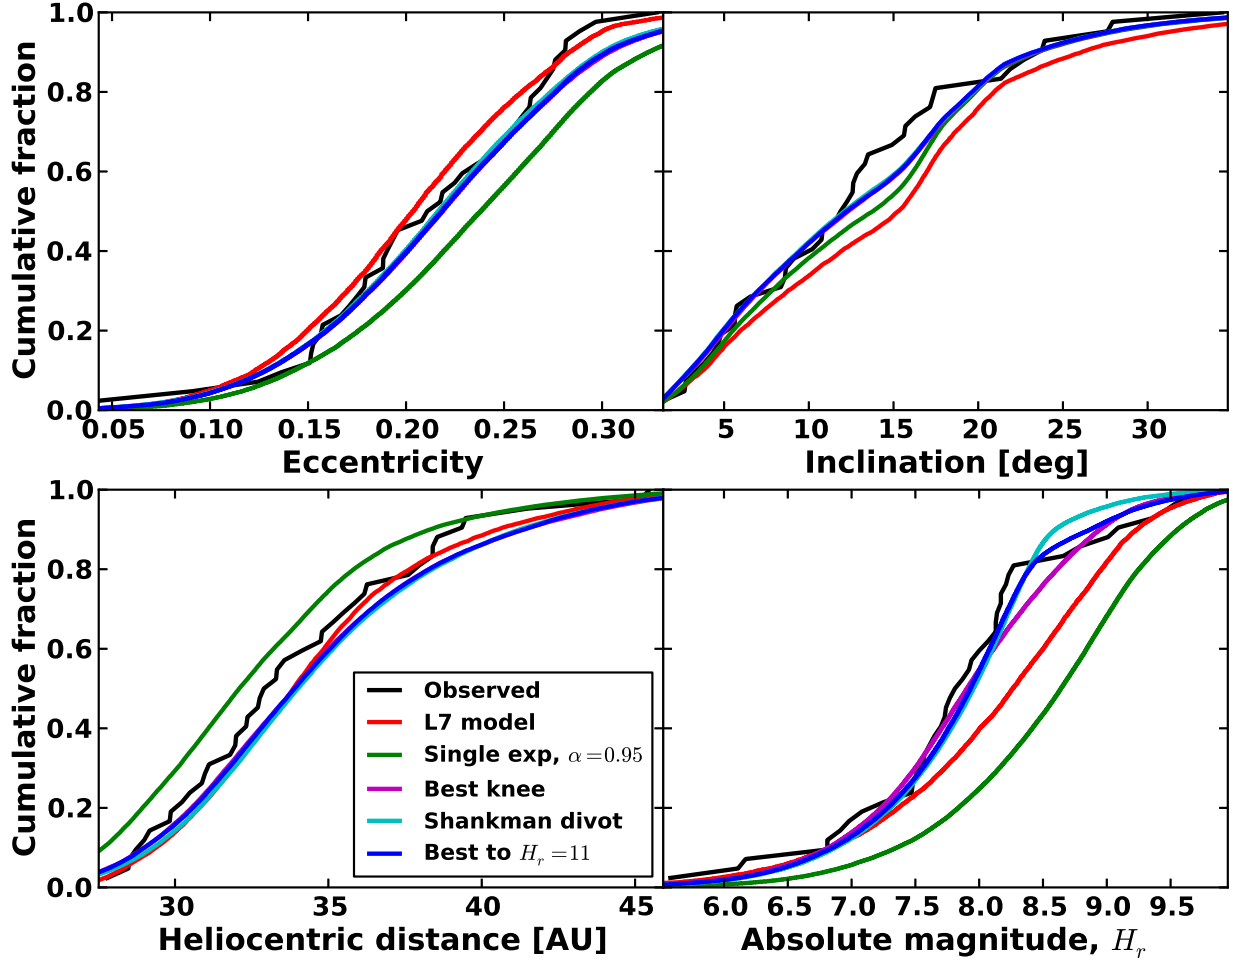 Cumulative fraction
1.0
0.8
0.6
0.4
0.2
0.0
0.05 0.10 0.15 0.20 0.25 0.30
Eccentricity
5 10 15 20 25 30
Inclination [deg]
Cumulative fraction
1.0
0.8
0.6
0.4
0.2
0.0
Observed
L7 model
Single exp, α=0.95
Best knee
Shankman divot
Best to H_r=11
30 35 40 45
Heliocentric distance [AU]
6.0 6.5 7.0 7.5 8.0 8.5 9.0 9.5
Absolute magnitude, H_r